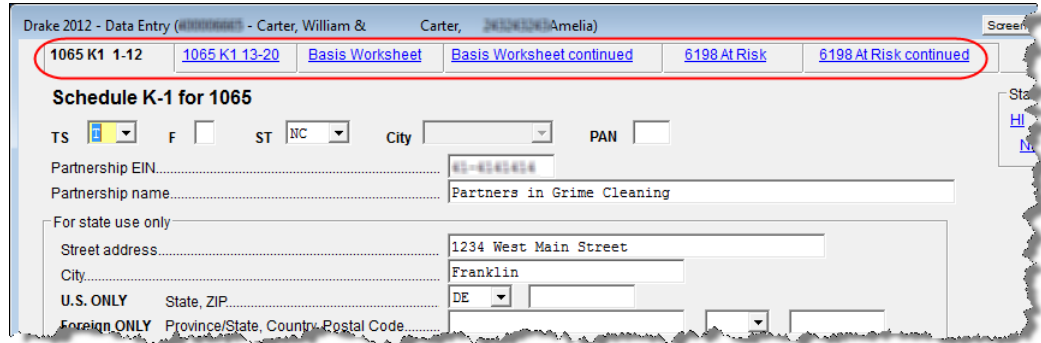 Drake 2012 - Data Entry ( - Carter, William & Carter, Amelia)
Screen
1065 K1 1-12 1065 K1 13-20 Basis Worksheet Basis Worksheet continued 6198 At Risk 6198 At Risk continued
Schedule K-1 for 1065
Sta
HI
TS T F ST NC City PAN
N
Partnership EIN
Partnership name Partners in Grime Cleaning
For state use only
Street address 1234 West Main Street
City Franklin
U.S. ONLY State, ZIP DE
Foreign ONLY Province/State, Country, Postal Code